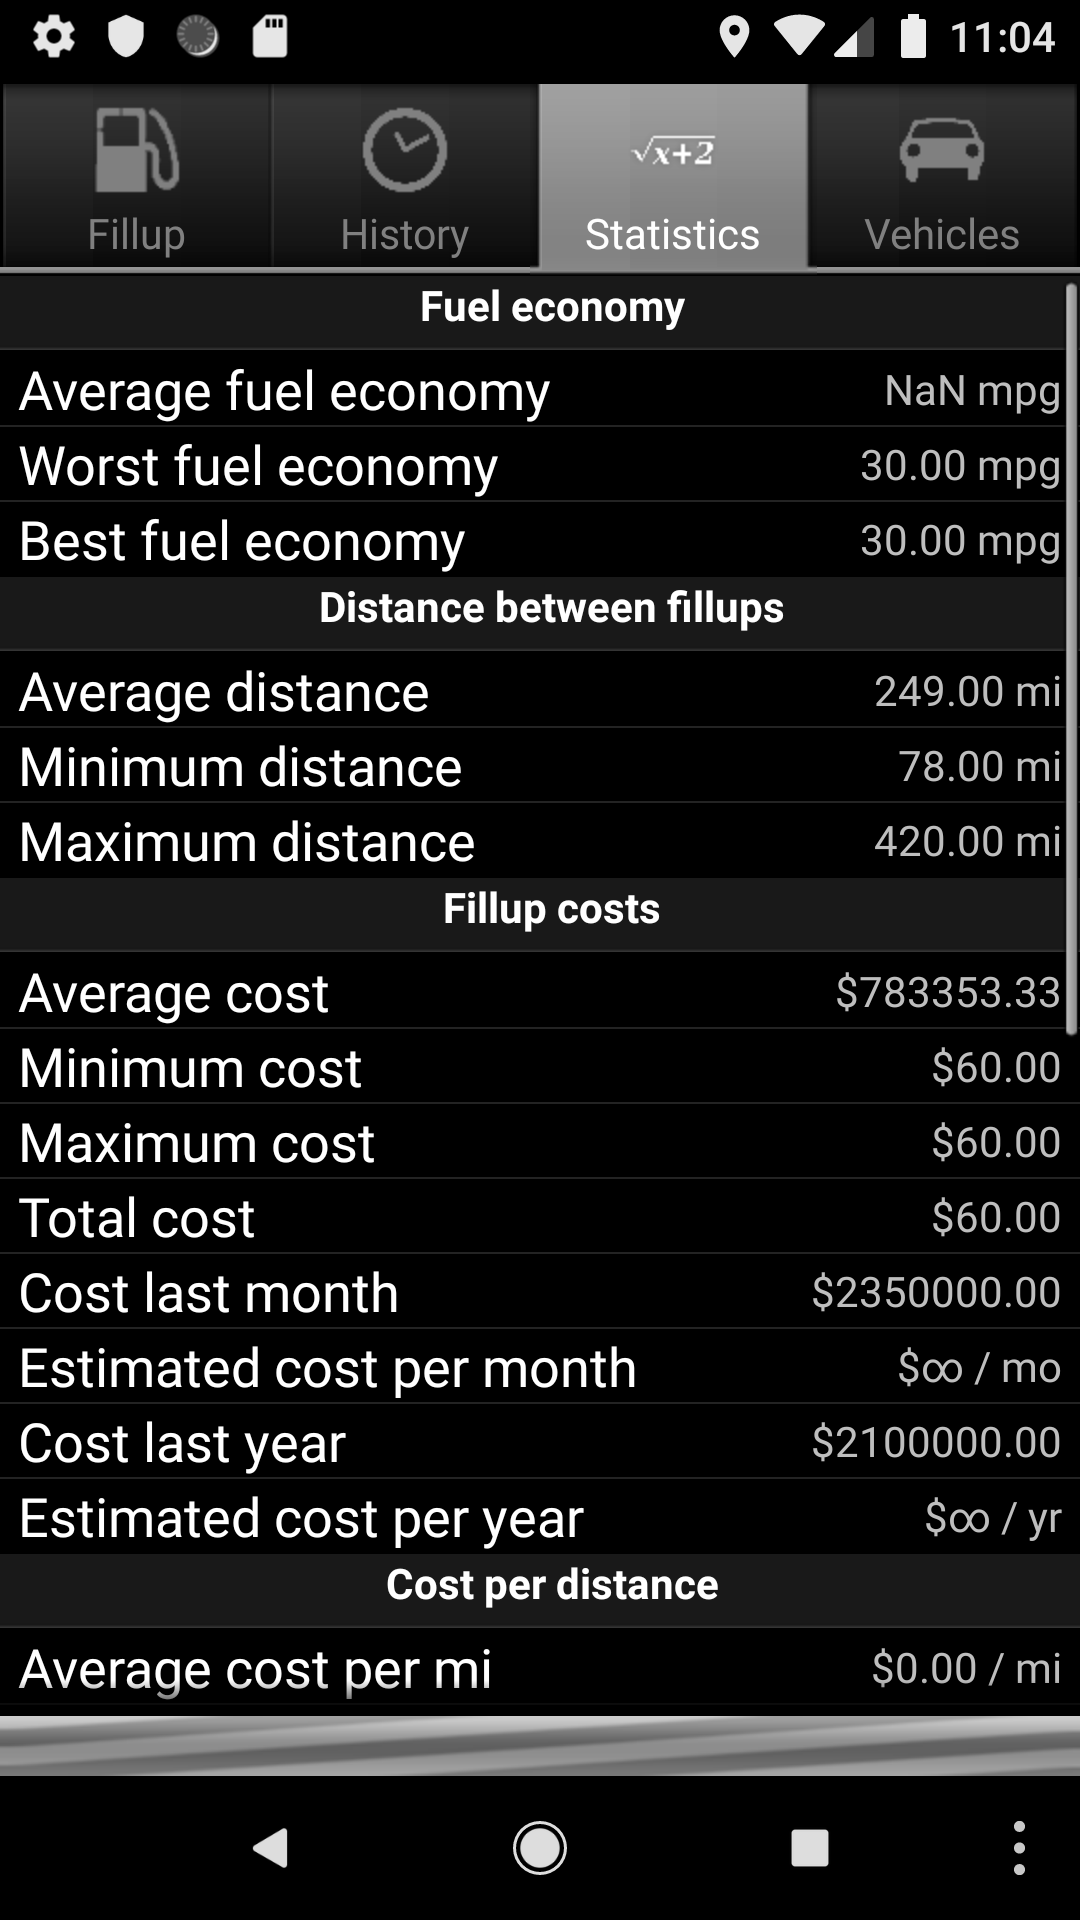 11:04
√x+2
Fillup History Statistics Vehicles
Fuel economy
Average fuel economy NaN mpg
Worst fuel economy 30.00 mpg
Best fuel economy 30.00 mpg
Distance between fillups
Average distance 249.00 mi
Minimum distance 78.00 mi
Maximum distance 420.00 mi
Fillup costs
Average cost $783353.33
Minimum cost $60.00
Maximum cost $60.00
Total cost $60.00
Cost last month $2350000.00
Estimated cost per month $∞ / mo
Cost last year $2100000.00
Estimated cost per year $∞ / yr
Cost per distance
Average cost per mi $0.00 / mi